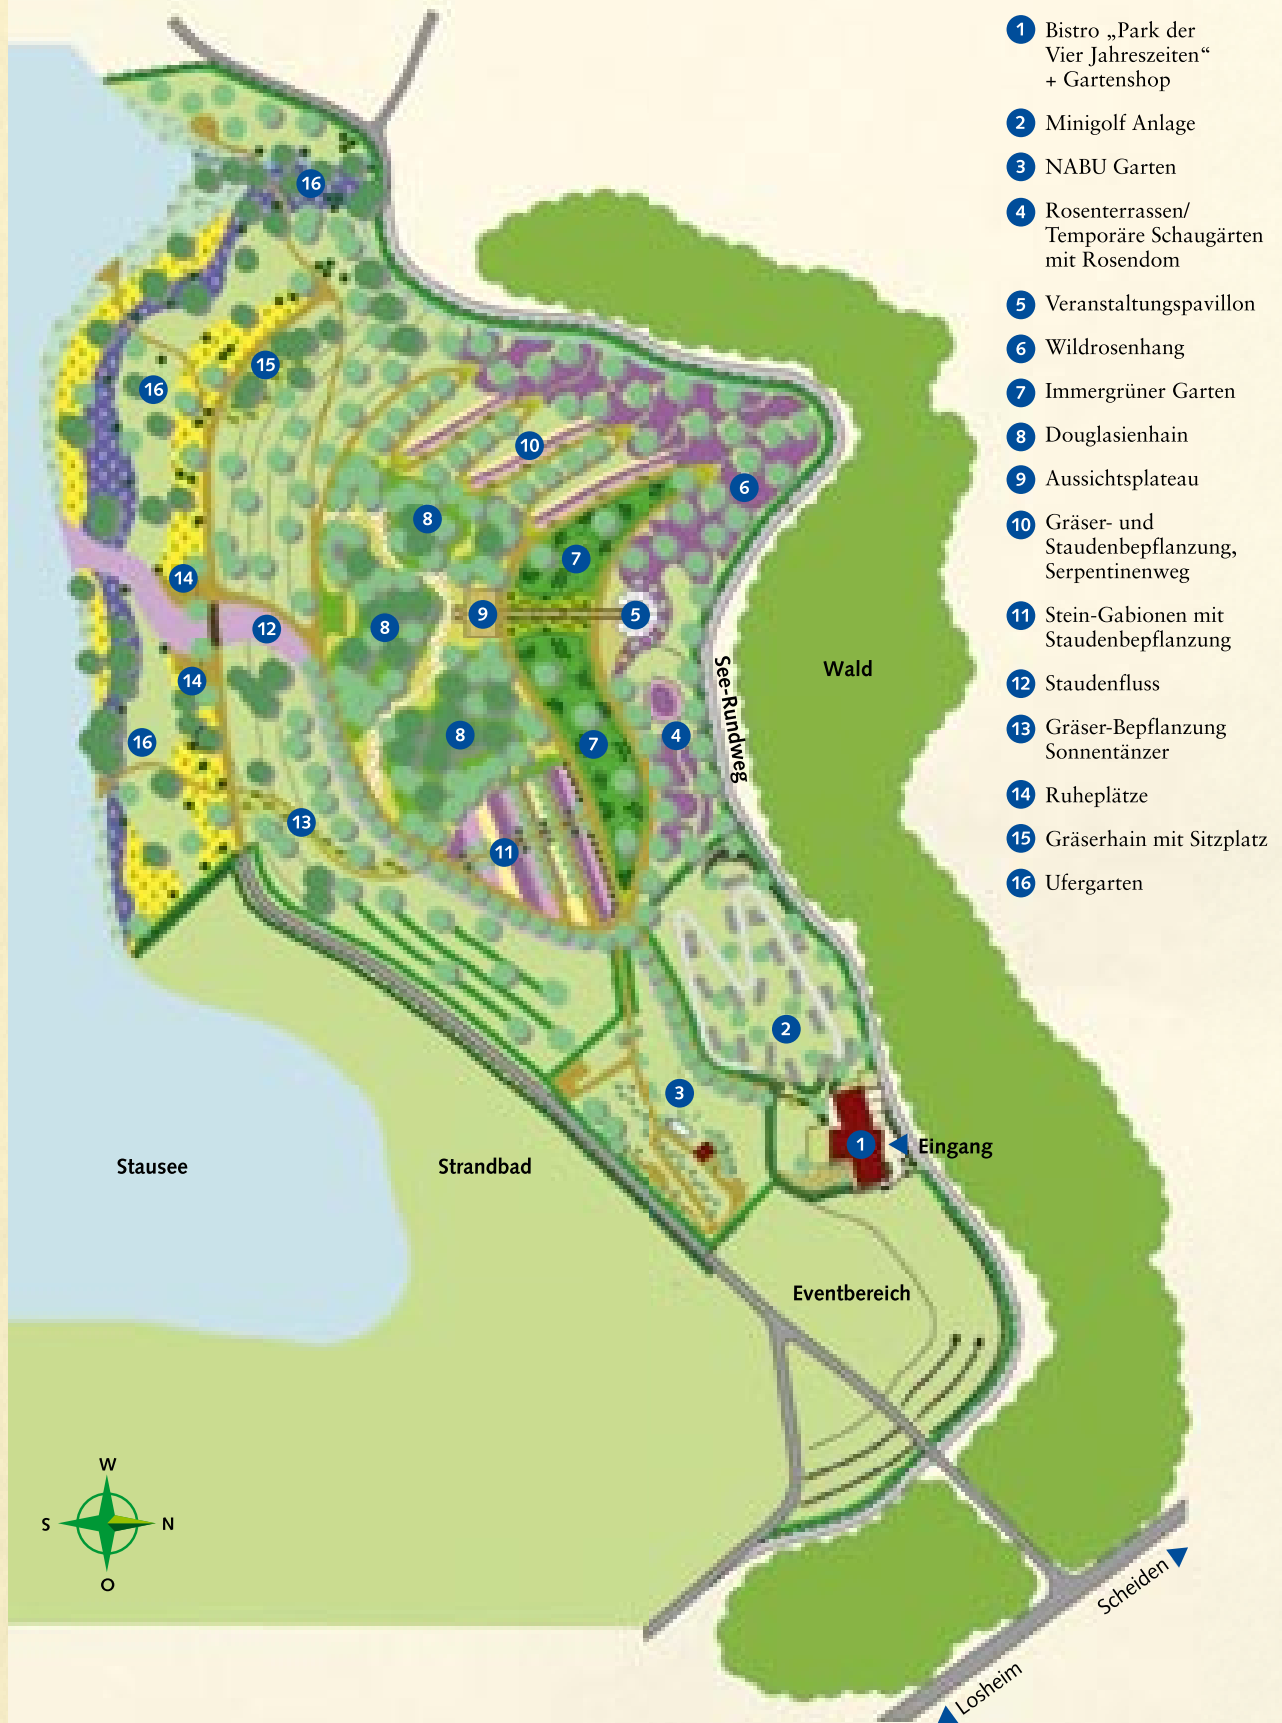 1 Bistro „Park der
Vier Jahreszeiten“
+ Gartenshop
2 Minigolf Anlage
3 NABU Garten
4 Rosenterrassen/
Temporäre Schaugärten
mit Rosendom
5 Veranstaltungspavillon
6 Wildrosenhang
7 Immergrüner Garten
8 Douglasienhain
9 Aussichtsplateau
10 Gräser- und
Staudenbepflanzung,
Serpentinenweg
11 Stein-Gabionen mit
Staudenbepflanzung
12 Staudenfluss
13 Gräser-Bepflanzung
Sonnentänzer
14 Ruheplätze
15 Gräserhain mit Sitzplatz
16 Ufergarten
16
15
16
10
6
8
7
14
9
5
12
8
Wald
14
See-Rundweg
16
8
7
4
13
11
2
3
1
Eingang
Stausee
Strandbad
Eventbereich
W
S
N
O
Scheiden
Losheim